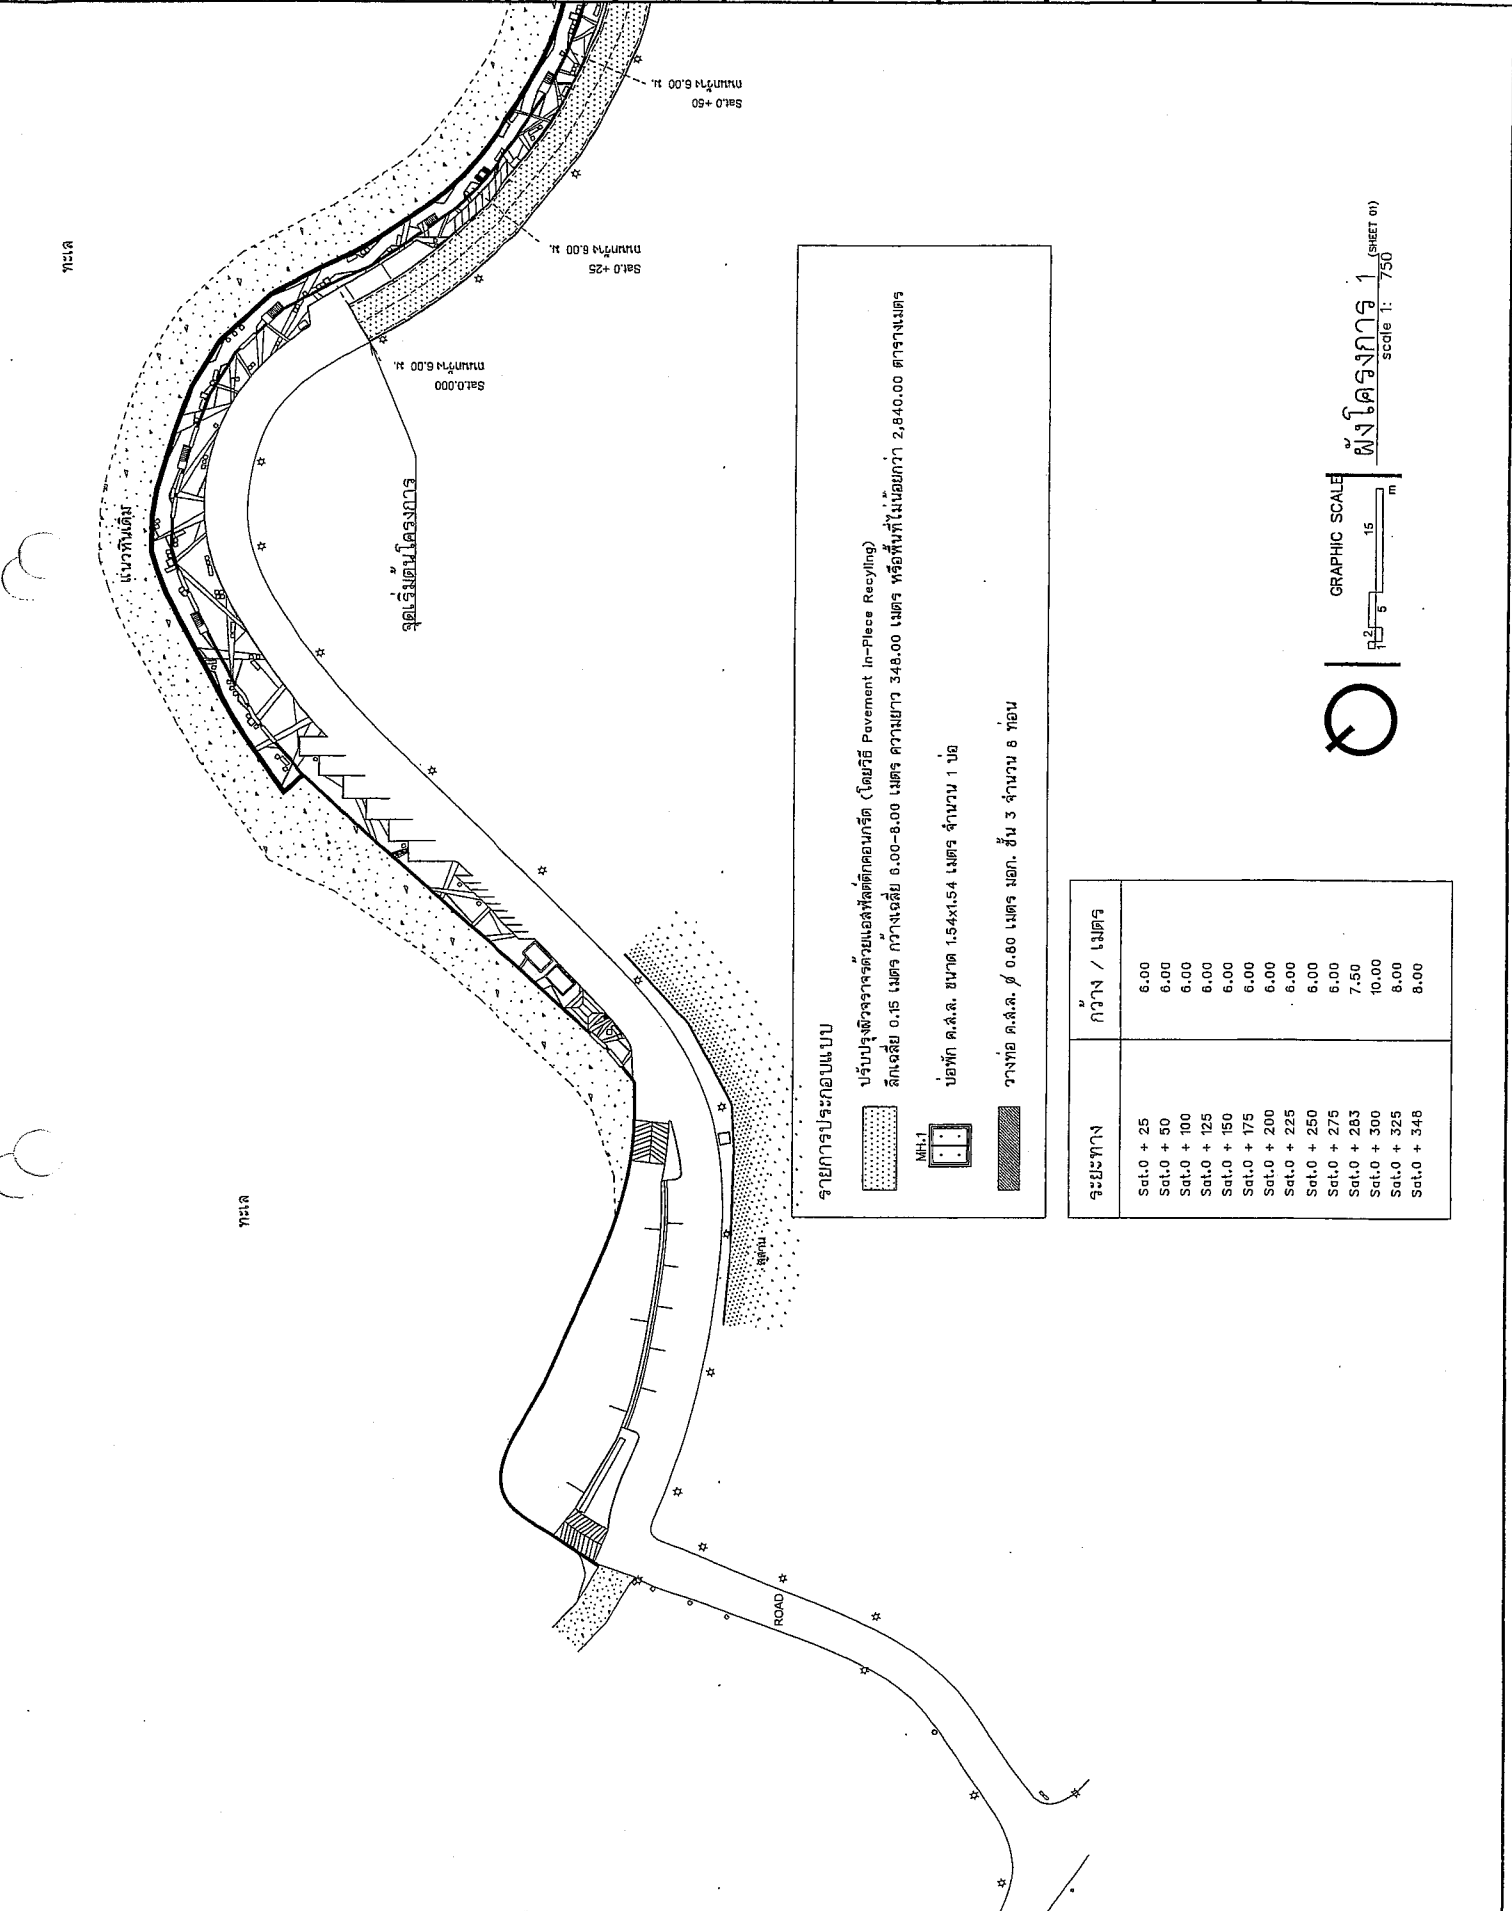 ทะเล
ทะเล
แนวหินเดิม
จุดเริ่มต้นโครงการ
Sat.0.000
ถนนกว้าง 6.00 ม.
Sat.0 +25
ถนนกว้าง 6.00 ม.
Sat.0 +50
ถนนกว้าง 6.00 ม.
ROAD
รายการประกอบแบบ
ปรับปรุงผิวจราจรด้วยแอสฟัลต์ติกคอนกรีต (โดยวิธี Pavement In-Plece Recyling)
ลึกเฉลี่ย 0.15 เมตร กว้างเฉลี่ย 6.00-8.00 เมตร ความยาว 348.00 เมตร หรือพื้นที่ไม่น้อยกว่า 2,840.00 ตารางเมตร
MH.1
บ่อพัก ค.ส.ล. ขนาด 1.54x1.54 เมตร จำนวน 1 บ่อ
วางท่อ ค.ส.ล. Ø 0.80 เมตร มอก. ชั้น 3 จำนวน 8 ท่อน
ระยะทาง กว้าง / เมตร
Sat.0 + 25 6.00
Sat.0 + 50 6.00
Sat.0 + 100 6.00
Sat.0 + 125 6.00
Sat.0 + 150 6.00
Sat.0 + 175 6.00
Sat.0 + 200 6.00
Sat.0 + 225 6.00
Sat.0 + 250 6.00
Sat.0 + 275 6.00
Sat.0 + 283 7.50
Sat.0 + 300 10.00
Sat.0 + 325 8.00
Sat.0 + 348 8.00
GRAPHIC SCALE
1 2 5 15 m
ผังโครงการ 1 (SHEET 01)
scale 1: 750